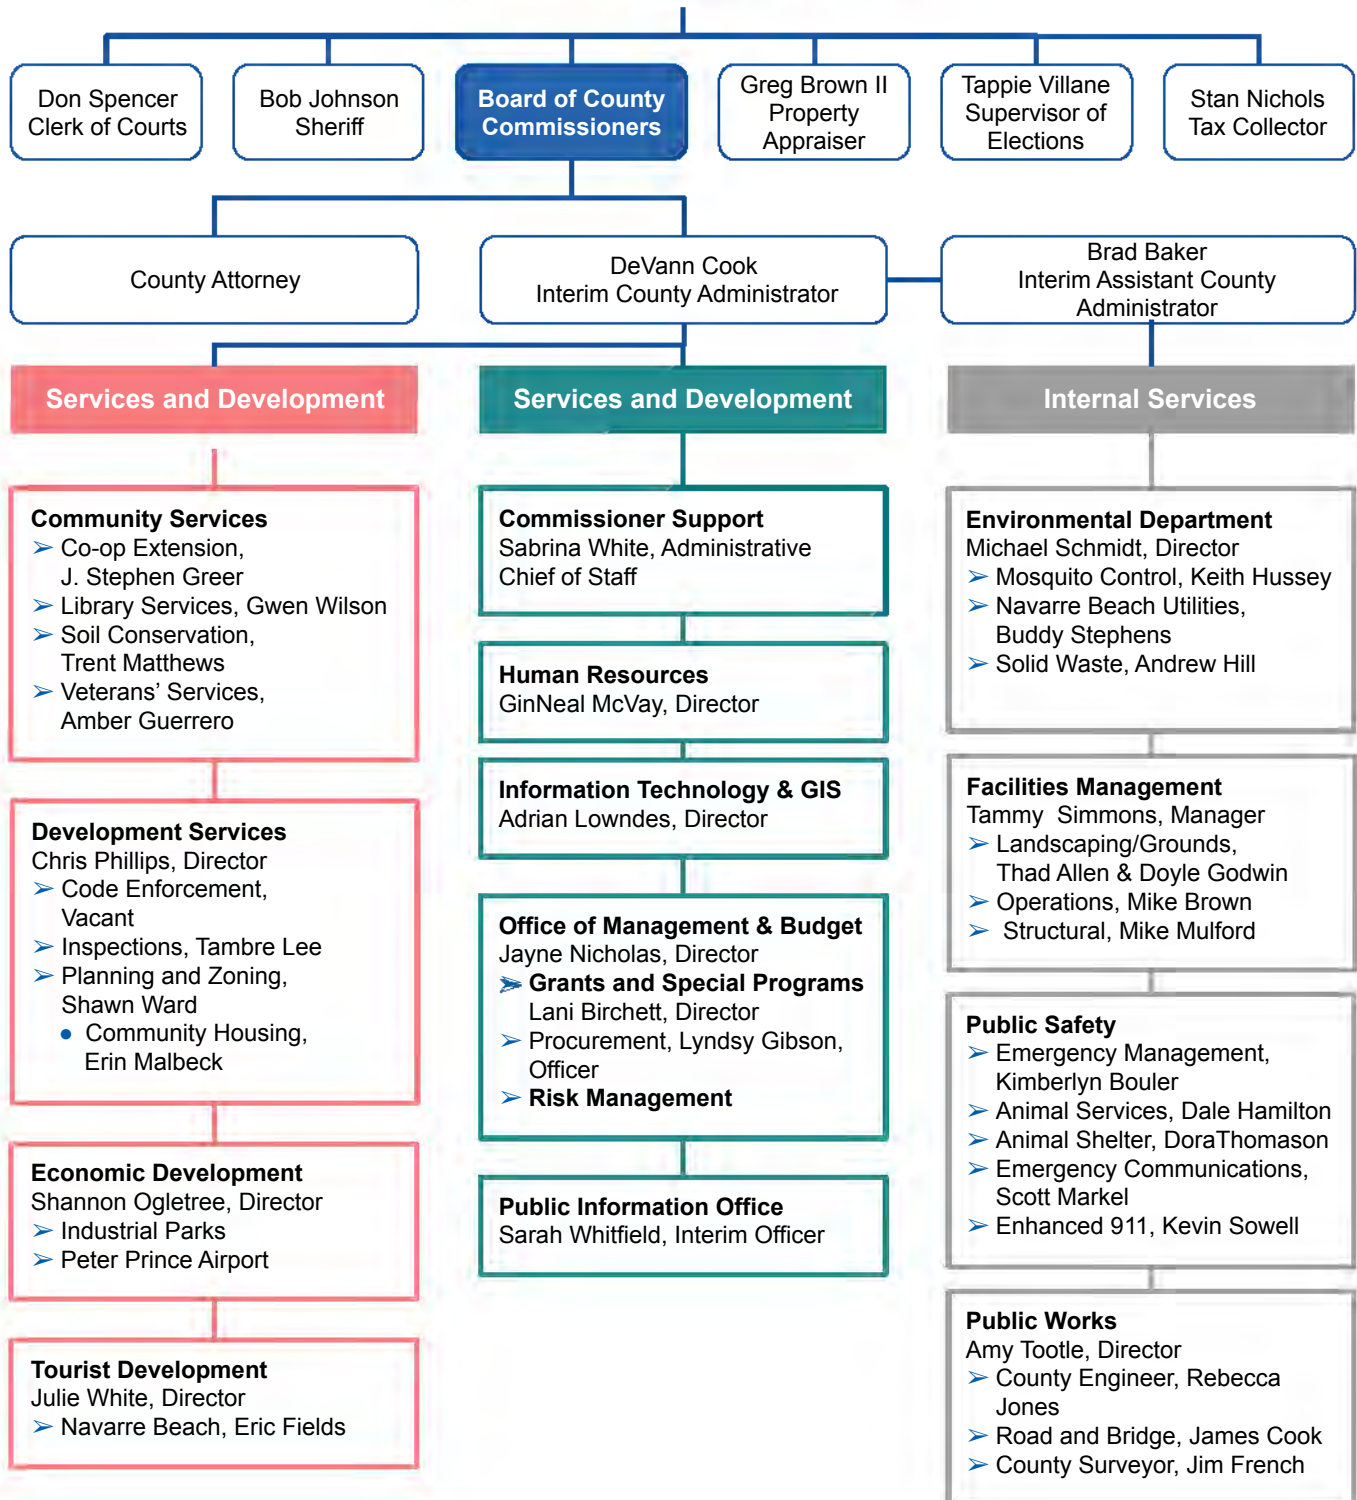 Don Spencer
Clerk of Courts
Bob Johnson
Sheriff
Board of County
Commissioners
Greg Brown II
Property
Appraiser
Tappie Villane
Supervisor of
Elections
Stan Nichols
Tax Collector
County Attorney
DeVann Cook
Interim County Administrator
Brad Baker
Interim Assistant County
Administrator
Services and Development
Community Services
➢ Co-op Extension,
J. Stephen Greer
➢ Library Services, Gwen Wilson
➢ Soil Conservation,
Trent Matthews
➢ Veterans’ Services,
Amber Guerrero
Development Services
Chris Phillips, Director
➢ Code Enforcement,
Vacant
➢ Inspections, Tambre Lee
➢ Planning and Zoning,
Shawn Ward
● Community Housing,
Erin Malbeck
Economic Development
Shannon Ogletree, Director
➢ Industrial Parks
➢ Peter Prince Airport
Tourist Development
Julie White, Director
➢ Navarre Beach, Eric Fields
Services and Development
Commissioner Support
Sabrina White, Administrative
Chief of Staff
Human Resources
GinNeal McVay, Director
Information Technology & GIS
Adrian Lowndes, Director
Office of Management & Budget
Jayne Nicholas, Director
➢ Grants and Special Programs
Lani Birchett, Director
➢ Procurement, Lyndsy Gibson,
Officer
➢ Risk Management
Public Information Office
Sarah Whitfield, Interim Officer
Internal Services
Environmental Department
Michael Schmidt, Director
➢ Mosquito Control, Keith Hussey
➢ Navarre Beach Utilities,
Buddy Stephens
➢ Solid Waste, Andrew Hill
Facilities Management
Tammy Simmons, Manager
➢ Landscaping/Grounds,
Thad Allen & Doyle Godwin
➢ Operations, Mike Brown
➢ Structural, Mike Mulford
Public Safety
➢ Emergency Management,
Kimberlyn Bouler
➢ Animal Services, Dale Hamilton
➢ Animal Shelter, DoraThomason
➢ Emergency Communications,
Scott Markel
➢ Enhanced 911, Kevin Sowell
Public Works
Amy Tootle, Director
➢ County Engineer, Rebecca
Jones
➢ Road and Bridge, James Cook
➢ County Surveyor, Jim French